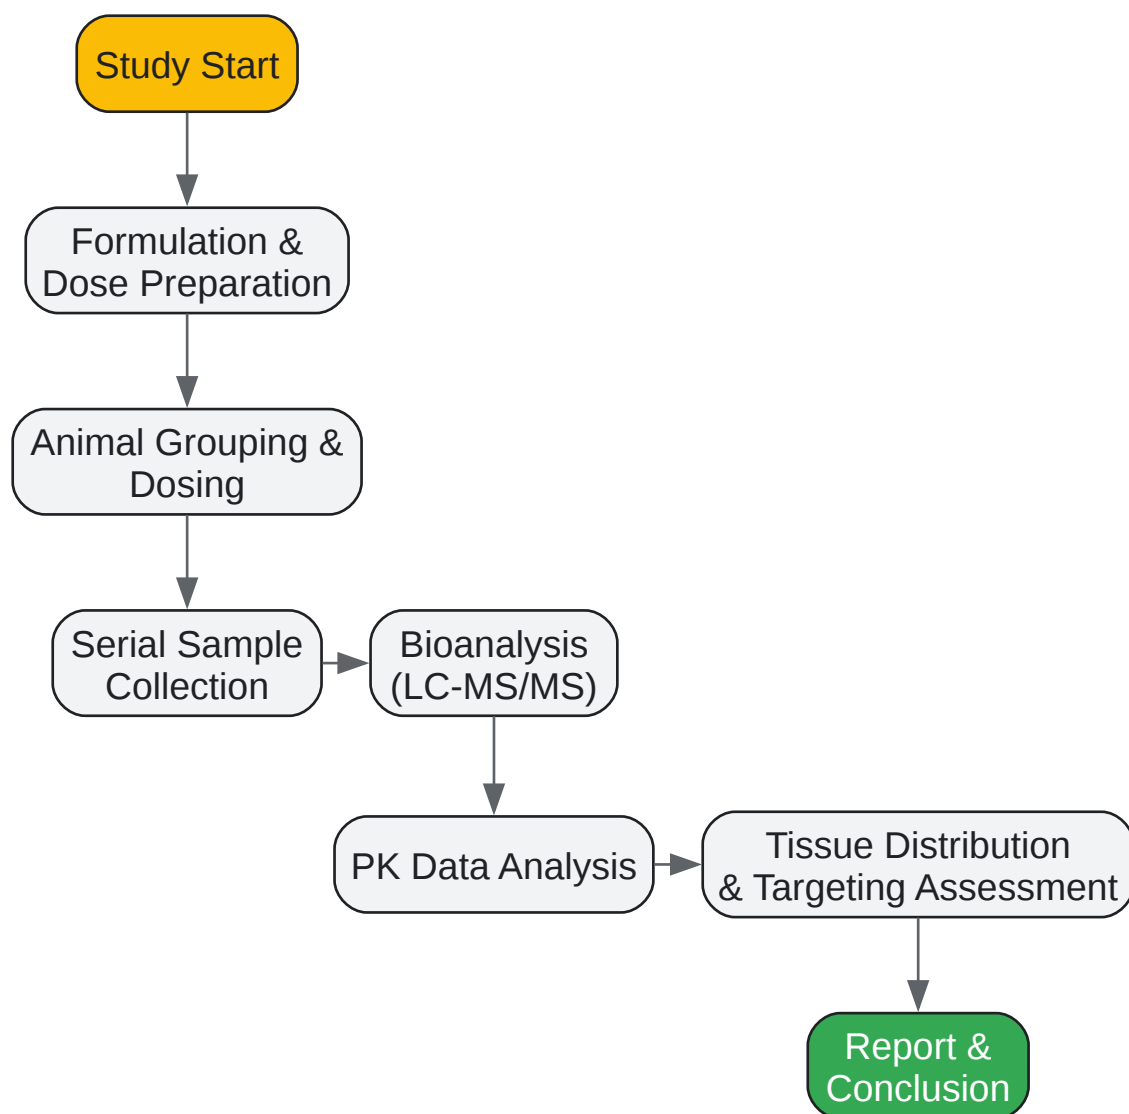 Study Start
Formulation &
Dose Preparation
Animal Grouping &
Dosing
Serial Sample
Collection
Bioanalysis
(LC-MS/MS)
PK Data Analysis
Tissue Distribution
& Targeting Assessment
Report &
Conclusion